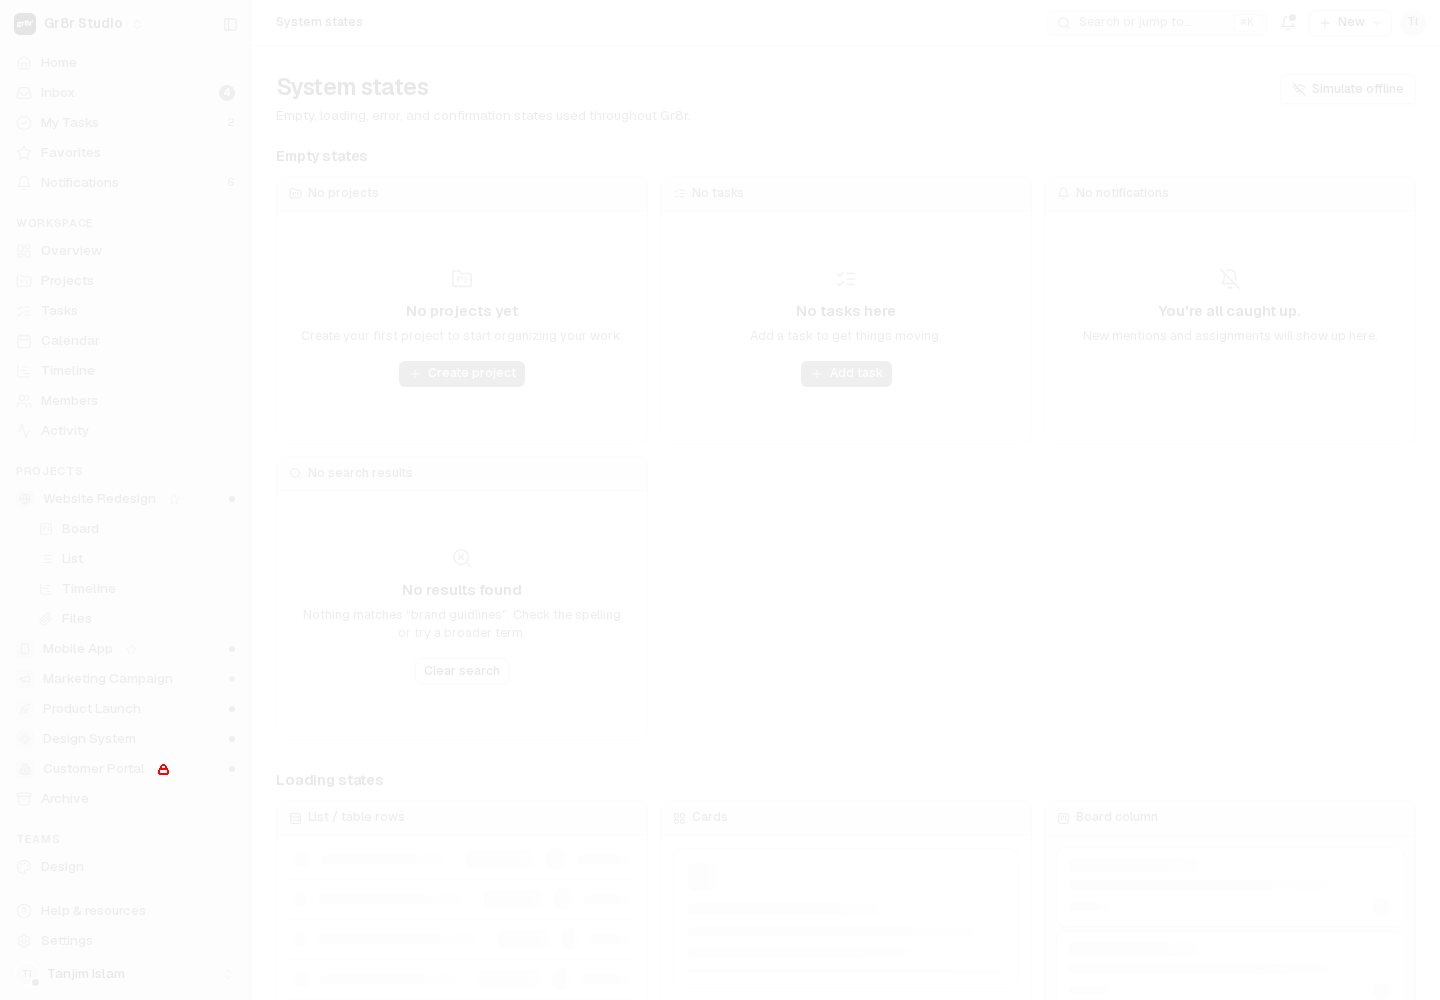 Gr8r Studio
System states
Search or jump to...
⌘K
New
TI
Home
Inbox
4
My Tasks
2
Favorites
Notifications
6
WORKSPACE
Overview
Projects
Tasks
Calendar
Timeline
Members
Activity
PROJECTS
Website Redesign
Board
List
Timeline
Files
Mobile App
Marketing Campaign
Product Launch
Design System
Customer Portal
Archive
TEAMS
Design
Help & resources
Settings
TI
Tanjim Islam
System states
Simulate offline
Empty, loading, error, and confirmation states used throughout Gr8r.
Empty states
No projects
No projects yet
Create your first project to start organizing your work.
Create project
No tasks
No tasks here
Add a task to get things moving.
Add task
No notifications
You're all caught up.
New mentions and assignments will show up here.
No search results
No results found
Nothing matches "brand guidlines". Check the spelling
or try a broader term.
Clear search
Loading states
List / table rows
Cards
Board column